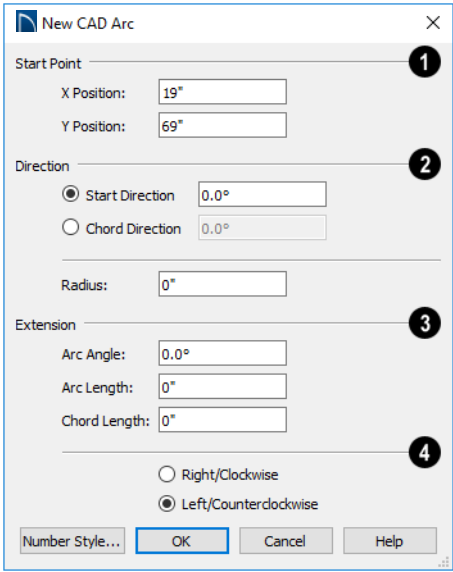 New CAD Arc
Start Point 1
X Position: 19"
Y Position: 69"
Direction 2
Start Direction 0.0°
Chord Direction 0.0°
Radius: 0"
Extension 3
Arc Angle: 0.0°
Arc Length: 0"
Chord Length: 0"
4
Right/Clockwise
Left/Counterclockwise
Number Style... OK Cancel Help